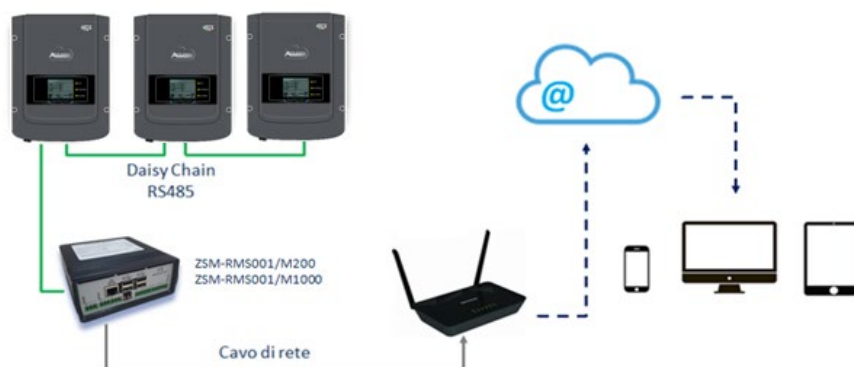 Daisy Chain
RS485
@
ZSM-RMS001/M200
ZSM-RMS001/M1000
Cavo di rete